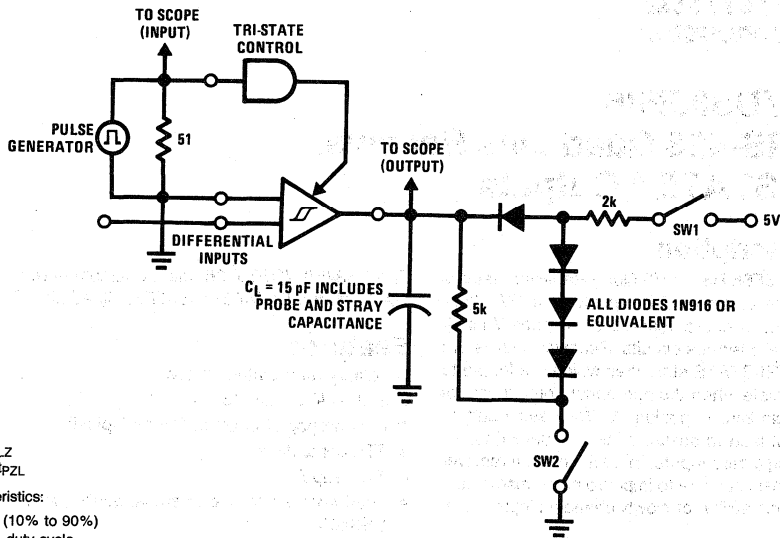 TO SCOPE
(INPUT)
TRI-STATE
CONTROL
PULSE
GENERATOR
51
TO SCOPE
(OUTPUT)
DIFFERENTIAL
INPUTS
2k
SW1
5V
CL = 15 pF INCLUDES
PROBE AND STRAY
CAPACITANCE
5k
ALL DIODES 1N916 OR
EQUIVALENT
SW2
LZ
tPZL
eristics:
(10% to 90%)
duty cycle